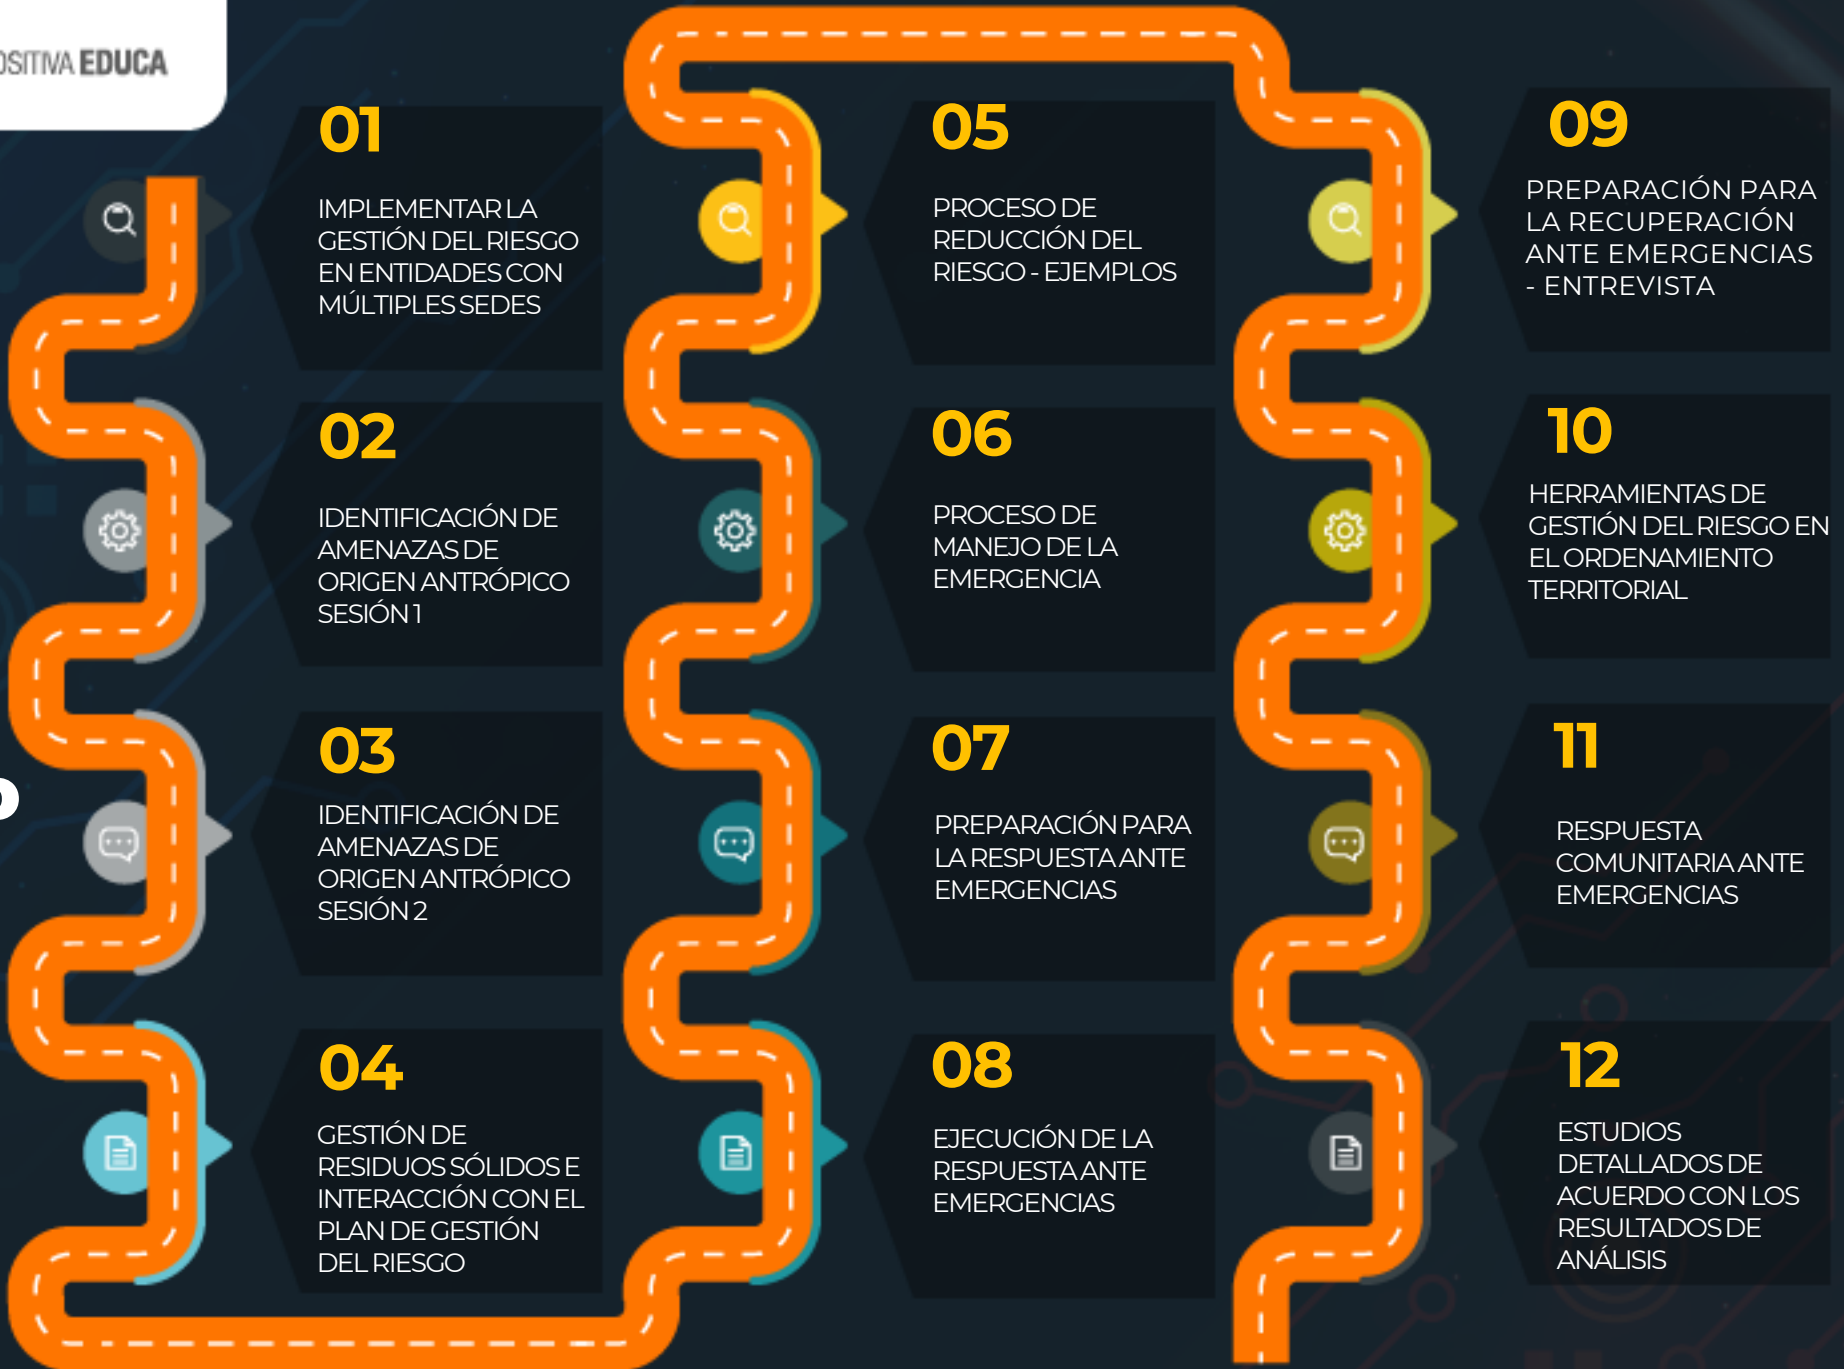 EDUCA
01
IMPLEMENTAR LA
GESTIÓN DEL RIESGO
EN ENTIDADES CON
MÚLTIPLES SEDES
02
IDENTIFICACIÓN DE
AMENAZAS DE
ORIGEN ANTRÓPICO
SESIÓN 1
03
IDENTIFICACIÓN DE
AMENAZAS DE
ORIGEN ANTRÓPICO
SESIÓN 2
04
GESTIÓN DE
RESIDUOS SÓLIDOS E
INTERACCIÓN CON EL
PLAN DE GESTIÓN
DEL RIESGO
05
PROCESO DE
REDUCCIÓN DEL
RIESGO - EJEMPLOS
06
PROCESO DE
MANEJO DE LA
EMERGENCIA
07
PREPARACIÓN PARA
LA RESPUESTA ANTE
EMERGENCIAS
08
EJECUCIÓN DE LA
RESPUESTA ANTE
EMERGENCIAS
09
PREPARACIÓN PARA
LA RECUPERACIÓN
ANTE EMERGENCIAS
- ENTREVISTA
10
HERRAMIENTAS DE
GESTIÓN DEL RIESGO EN
EL ORDENAMIENTO
TERRITORIAL
11
RESPUESTA
COMUNITARIA ANTE
EMERGENCIAS
12
ESTUDIOS
DETALLADOS DE
ACUERDO CON LOS
RESULTADOS DE
ANÁLISIS